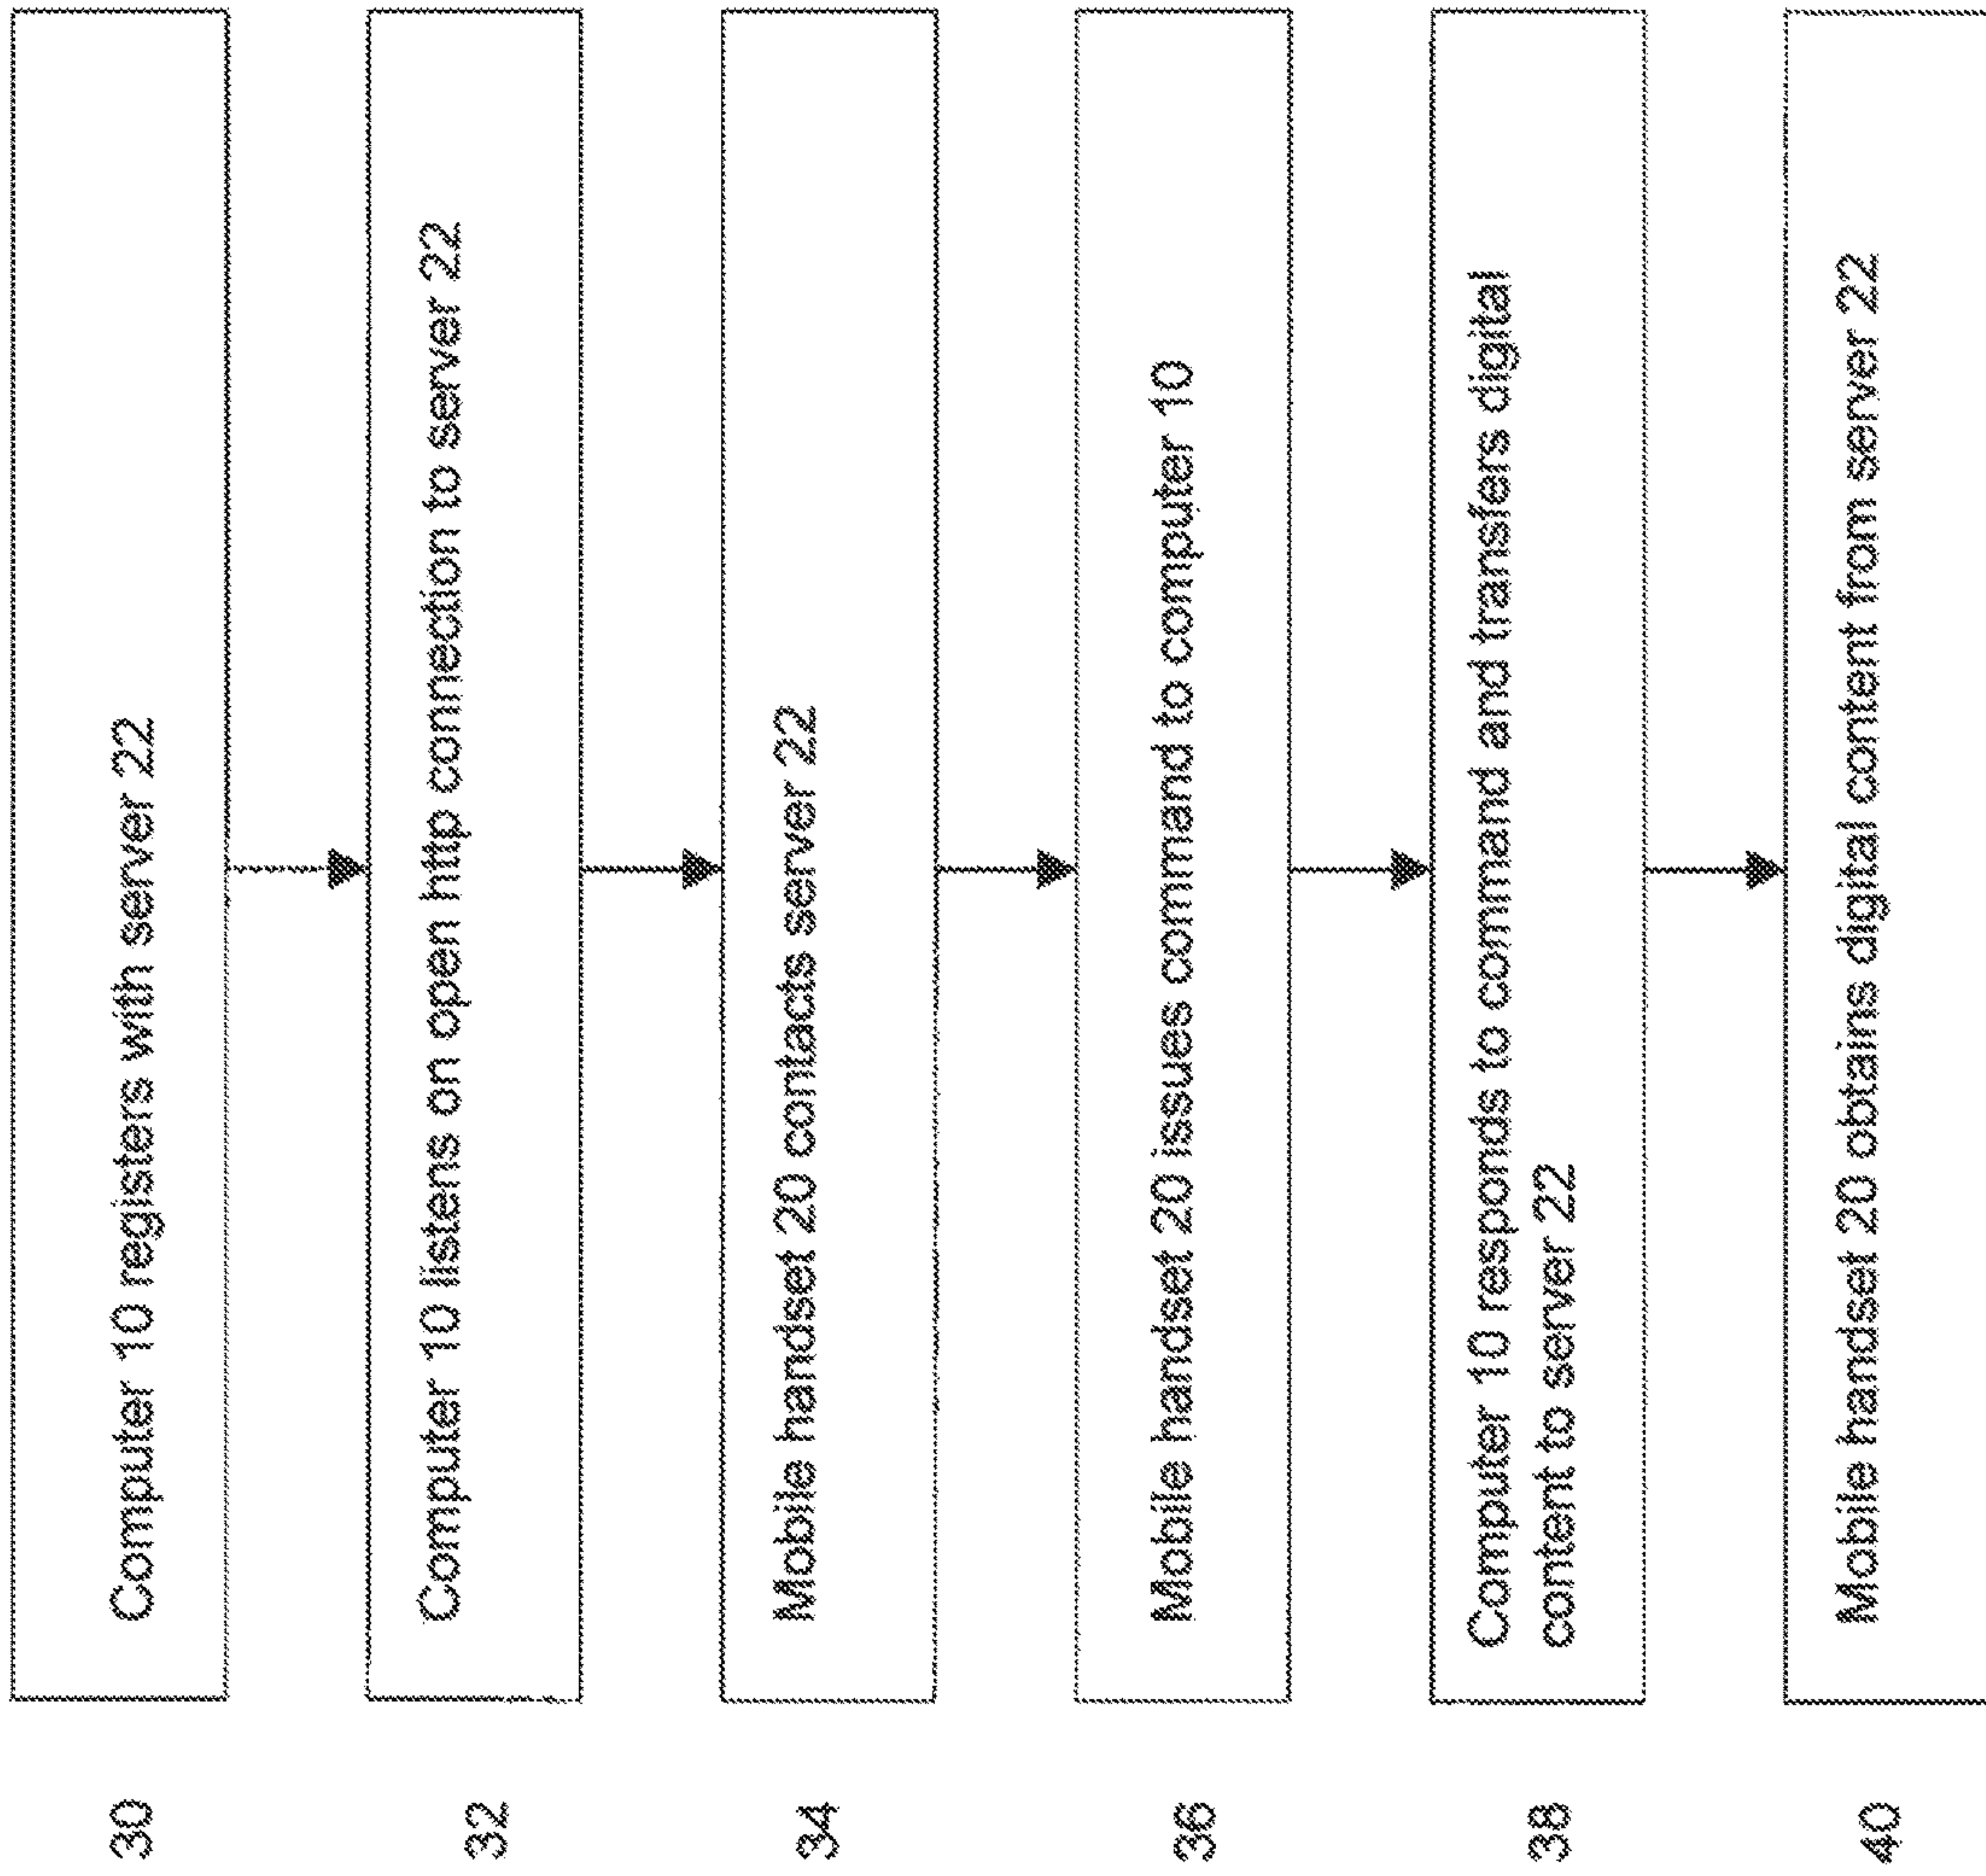 30
Computer 10 registers with server 22
32
Computer 10 listens on open http connection to server 22
34
Mobile handset 20 contacts server 22
36
Mobile handset 20 issues command to computer 10
38
Computer 10 responds to command and transfers digital
content to server 22
40
Mobile handset 20 obtains digital content from server 22